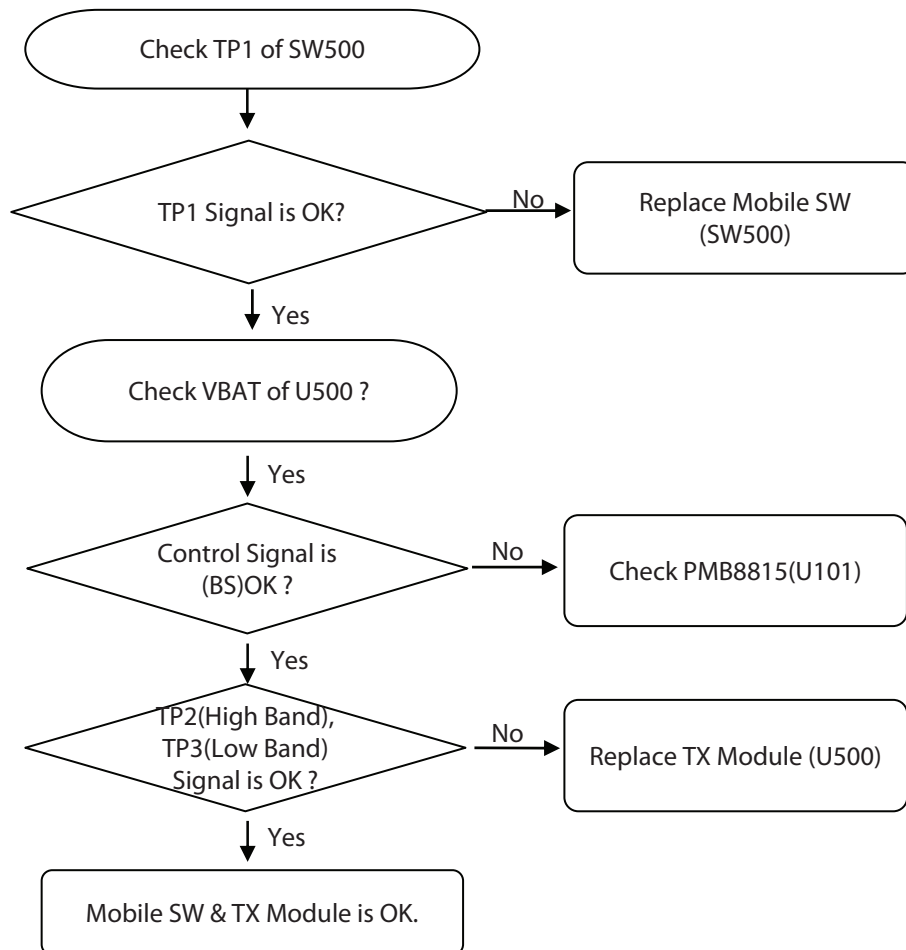 Check TP1 of SW500
TP1 Signal is OK?
No
Replace Mobile SW
(SW500)
Yes
Check VBAT of U500 ?
Yes
Control Signal is
(BS)OK ?
No
Check PMB8815(U101)
Yes
TP2(High Band),
TP3(Low Band)
Signal is OK ?
No
Replace TX Module (U500)
Yes
Mobile SW & TX Module is OK.